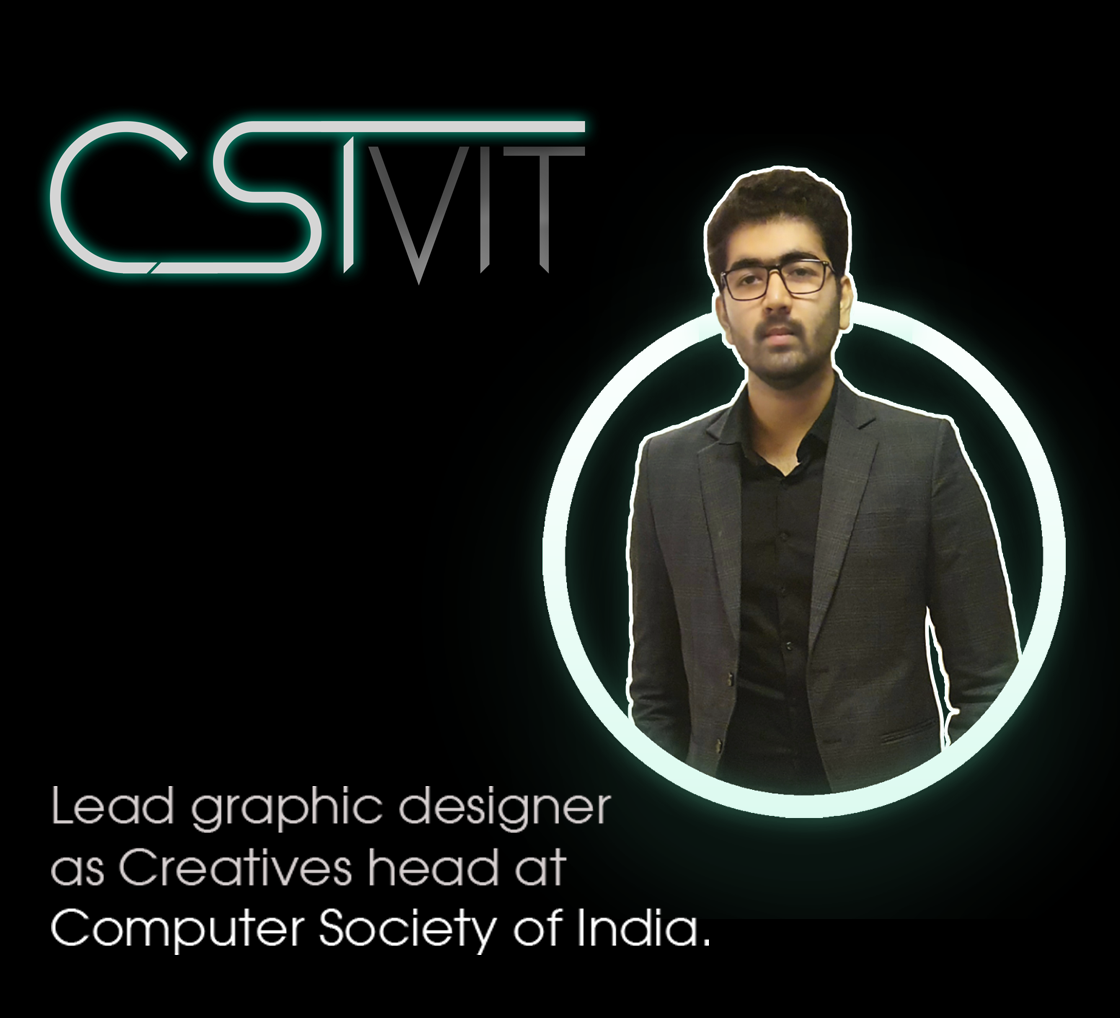 CSIVIT
Lead graphic designer
as Creatives head at
Computer Society of India.